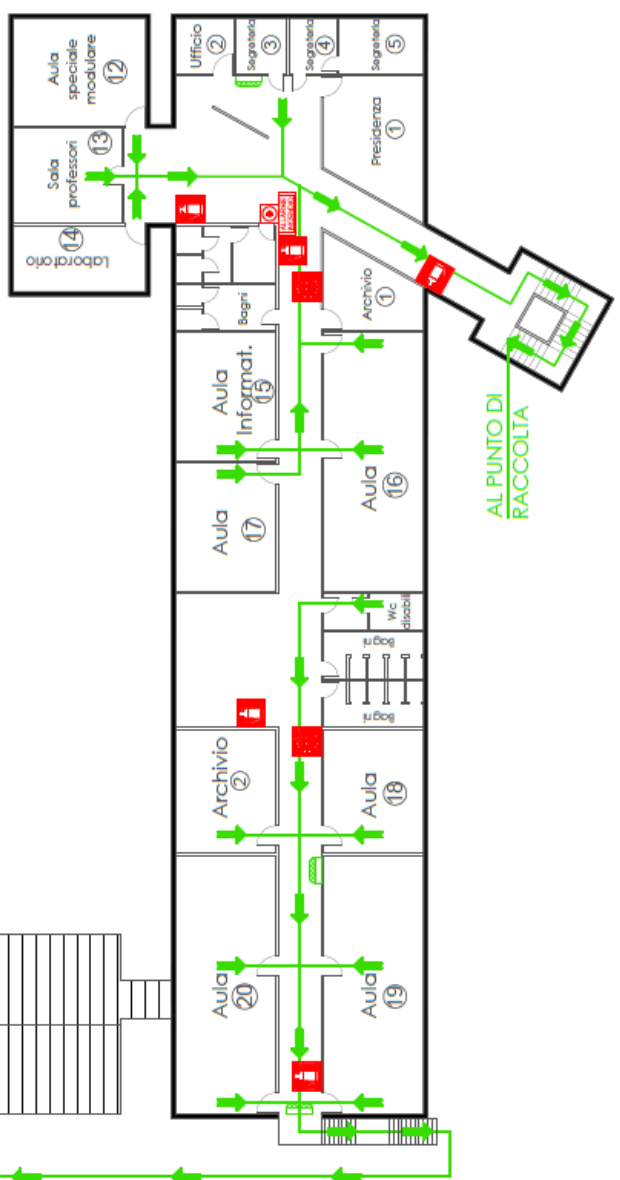 Aula
speciale
modulare
12
Sala
professori
13
Laboratorio
14
Ufficio
2
Segreteria
3
Segreteria
4
Segreteria
5
Presidenza
1
Archivio
1
Bagni
Aula
Informat.
15
Aula
16
Aula
17
Wc
disabili
Bagni
Bagni
Archivio
2
Aula
18
Aula
20
Aula
19
AL PUNTO DI
RACCOLTA